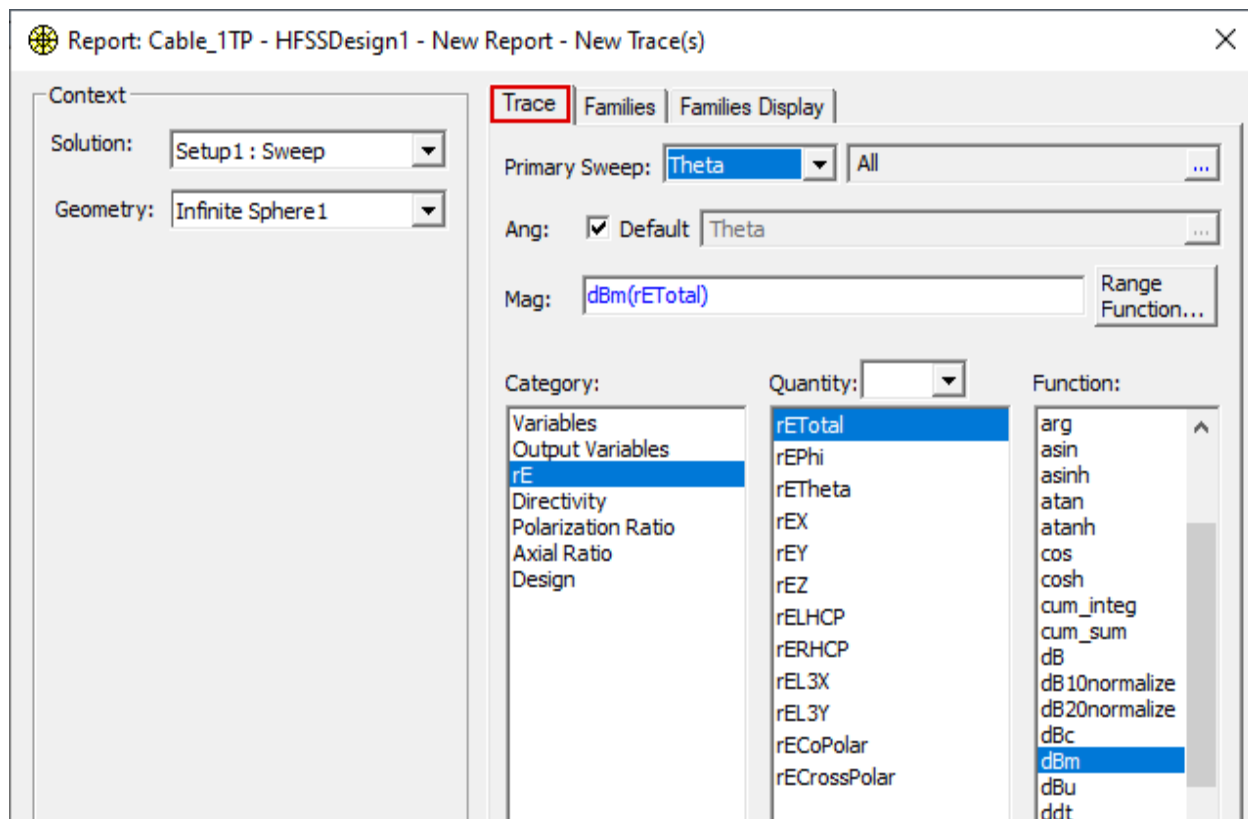 Report: Cable_1TP - HFSSDesign1 - New Report - New Trace(s)
Context
Solution: Setup1 : Sweep
Geometry: Infinite Sphere1
Trace Families Families Display
Primary Sweep: Theta All ...
Ang: Default Theta ...
Mag: dBm(rETotal) Range Function...
Category:
Variables
Output Variables
rE
Directivity
Polarization Ratio
Axial Ratio
Design
Quantity:
rETotal
rEPhi
rETheta
rEX
rEY
rEZ
rELHCP
rERHCP
rEL3X
rEL3Y
rECoPolar
rECrossPolar
Function:
arg
asin
asinh
atan
atanh
cos
cosh
cum_integ
cum_sum
dB
dB10normalize
dB20normalize
dBc
dBm
dBu
ddt